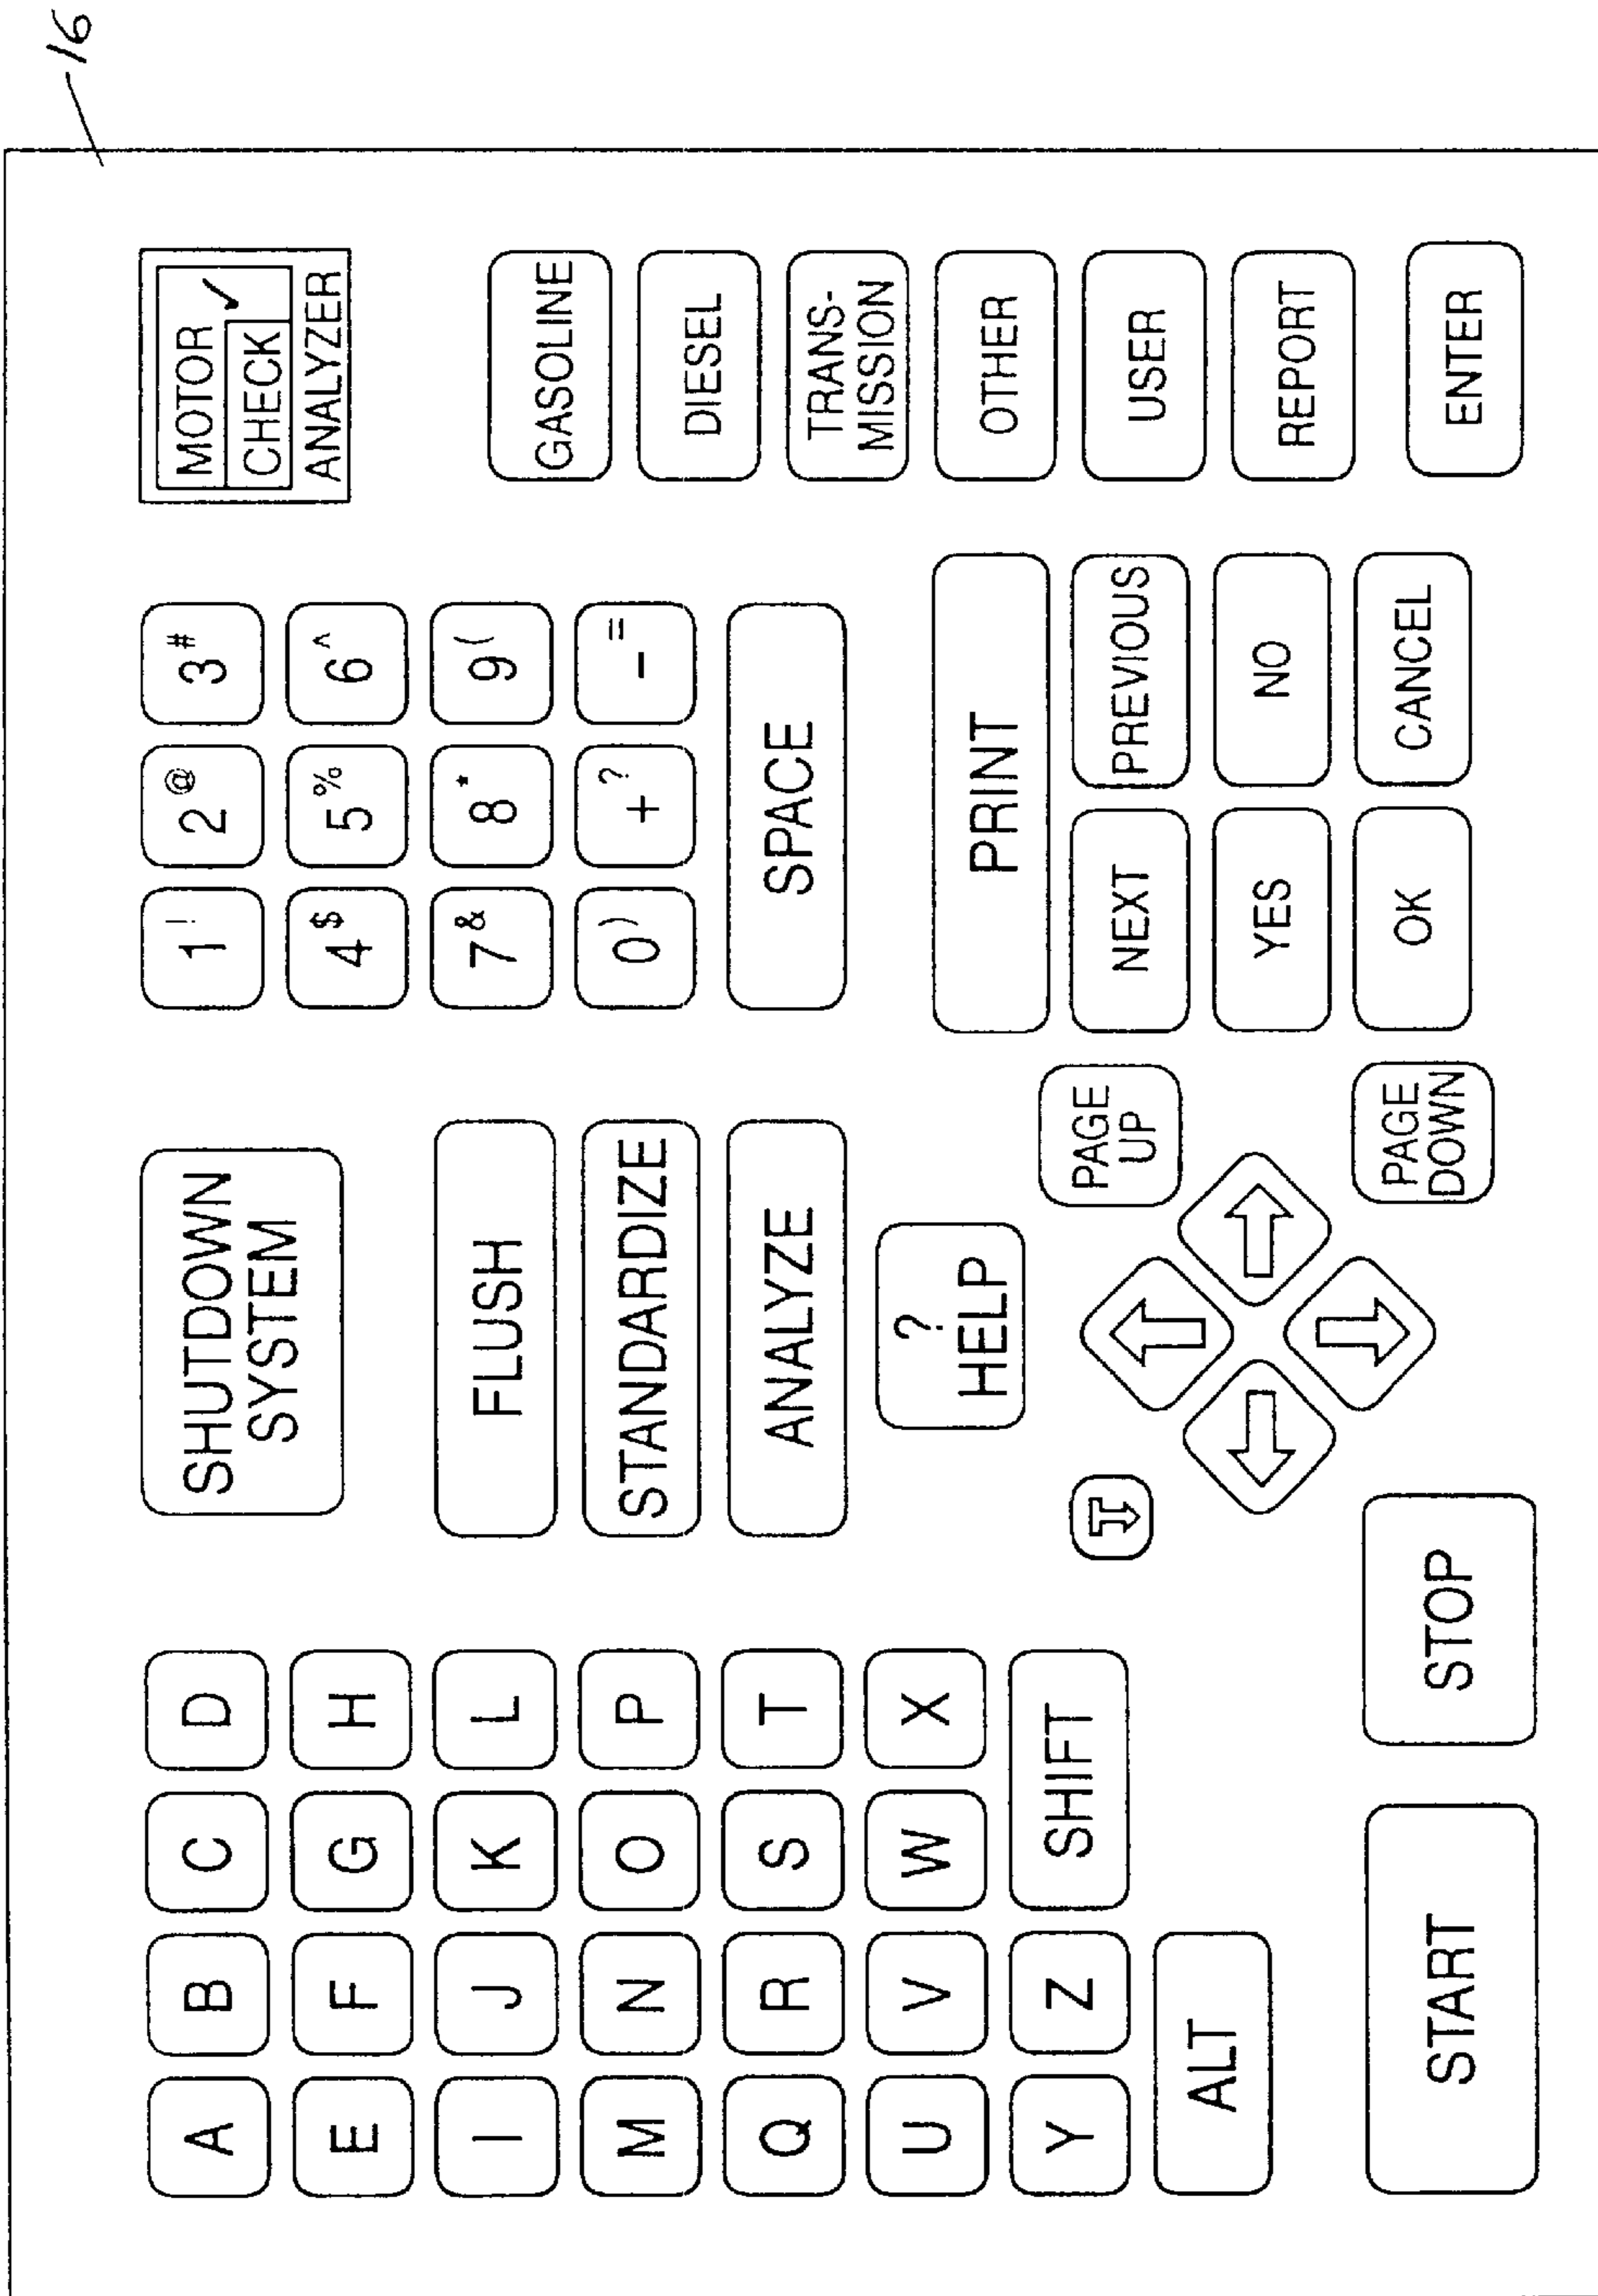 16
MOTOR ✓
CHECK
ANALYZER
A B C D
E F G H
I J K L
M N O P
Q R S T
U V W X
Y Z SHIFT
ALT
START
STOP
SHUTDOWN
SYSTEM
FLUSH
STANDARDIZE
ANALYZE
?
HELP
PAGE
UP
PAGE
DOWN
1! 2@ 3#
4$ 5% 6^
7& 8* 9(
0) +? -=
SPACE
PRINT
NEXT PREVIOUS
YES NO
OK CANCEL
GASOLINE
DIESEL
TRANS-
MISSION
OTHER
USER
REPORT
ENTER